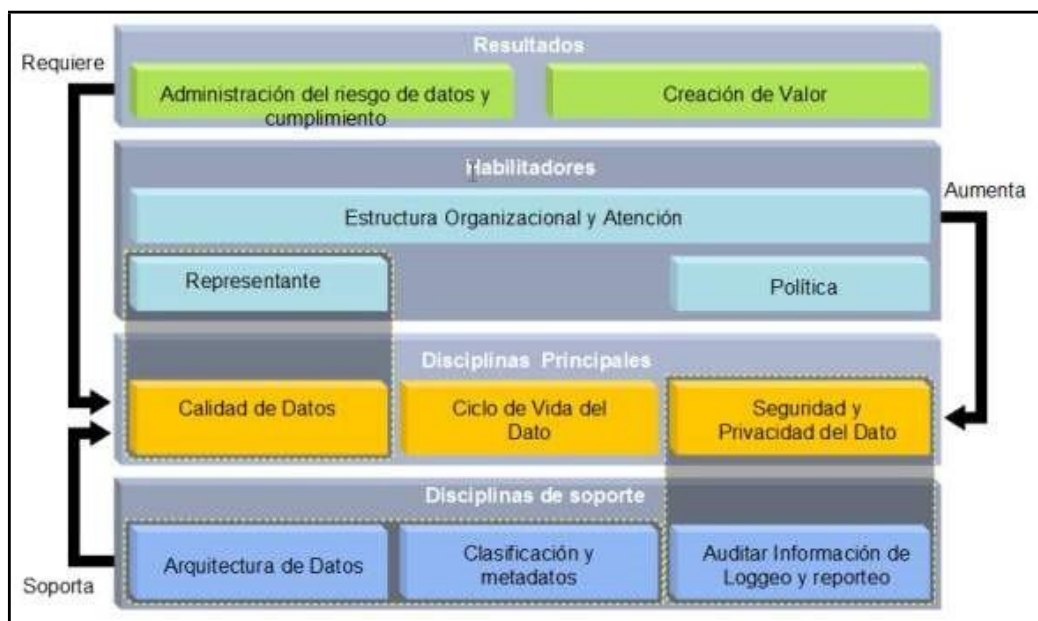 Resultados
Requiere
Administración del riesgo de datos y
cumplimiento
Creación de Valor
Habilitadores
Aumenta
Estructura Organizacional y Atención
Representante
Política
Disciplinas Principales
Calidad de Datos
Ciclo de Vida del
Dato
Seguridad y
Privacidad del Dato
Disciplinas de soporte
Arquitectura de Datos
Clasificación y
metadatos
Auditar Información de
Loggeo y reporteo
Soporta